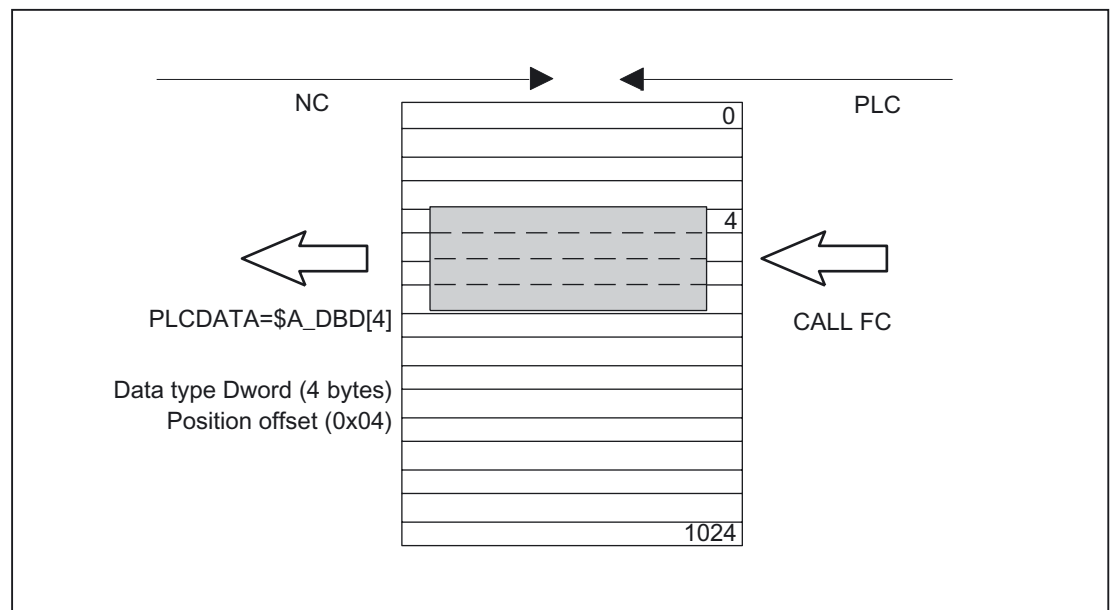 NC
PLC
0
4
PLCDATA=$A_DBD[4]
CALL FC
Data type Dword (4 bytes)
Position offset (0x04)
1024